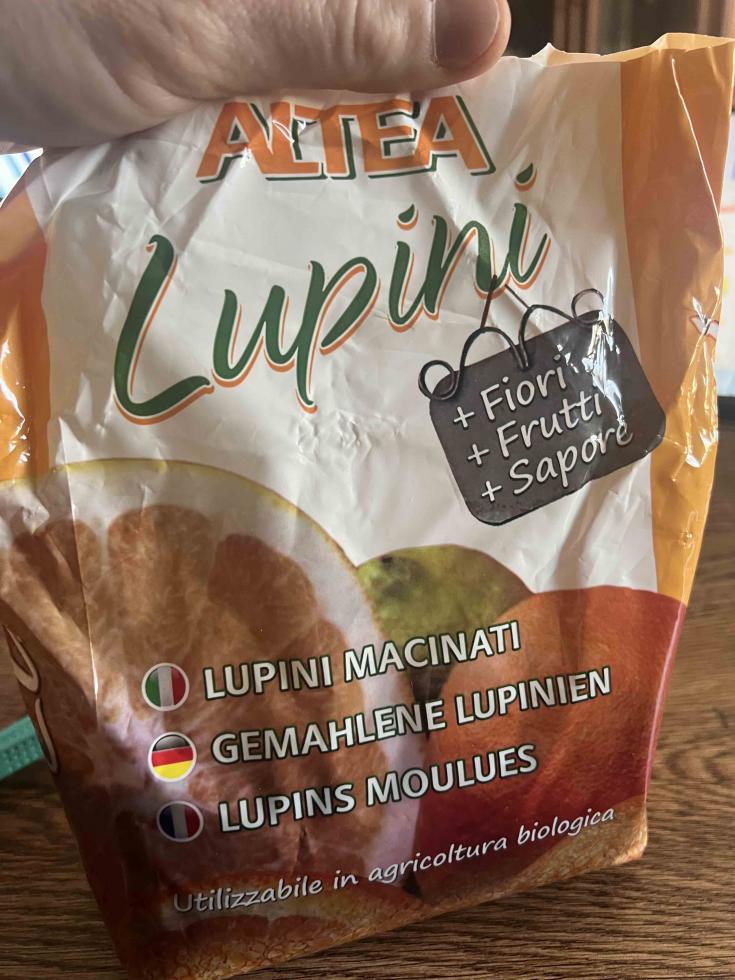 ALTEA
Lupini
+ Fiori
+ Frutti
+ Sapore
LUPINI MACINATI
GEMAHLENE LUPINIEN
LUPINS MOULUES
Utilizzabile in agricoltura biologica